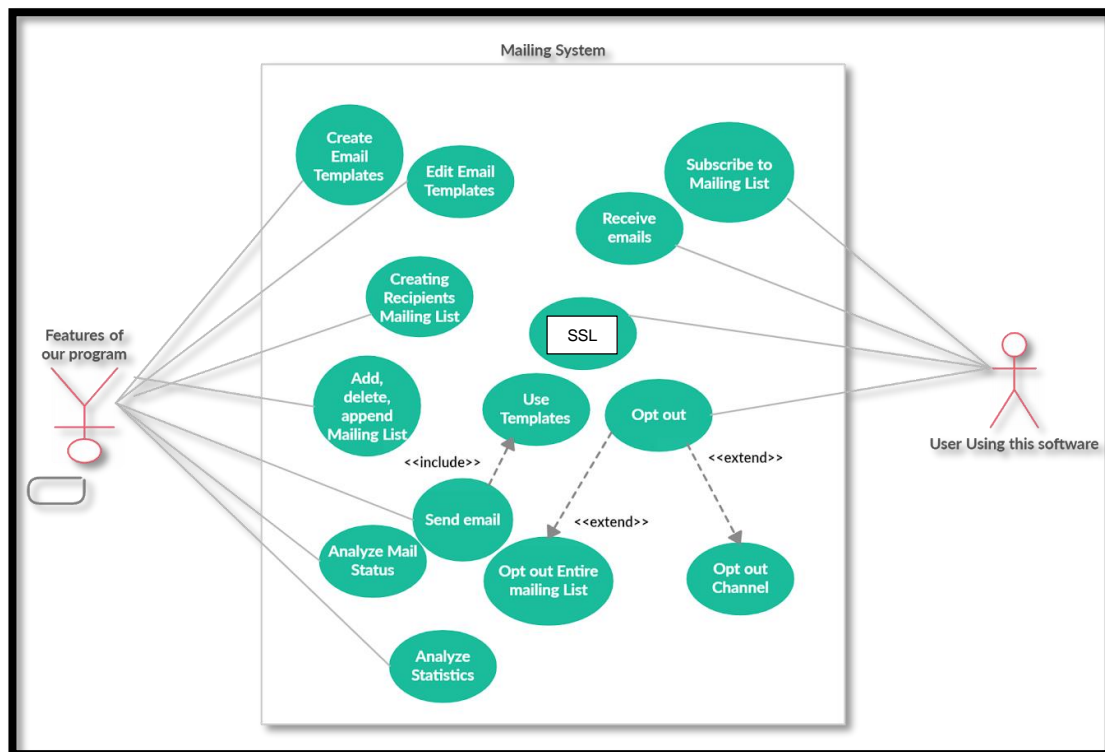 Mailing System
Create
Email
Templates
Edit Email
Templates
Subscribe to
Mailing List
Receive
emails
Creating
Recipients
Mailing List
SSL
Features of
our program
Add,
delete,
append
Mailing List
Use
Templates
Opt out
User Using this software
<<include>>
<<extend>>
Send email
<<extend>>
Analyze Mail
Status
Opt out Entire
mailing List
Opt out
Channel
Analyze
Statistics